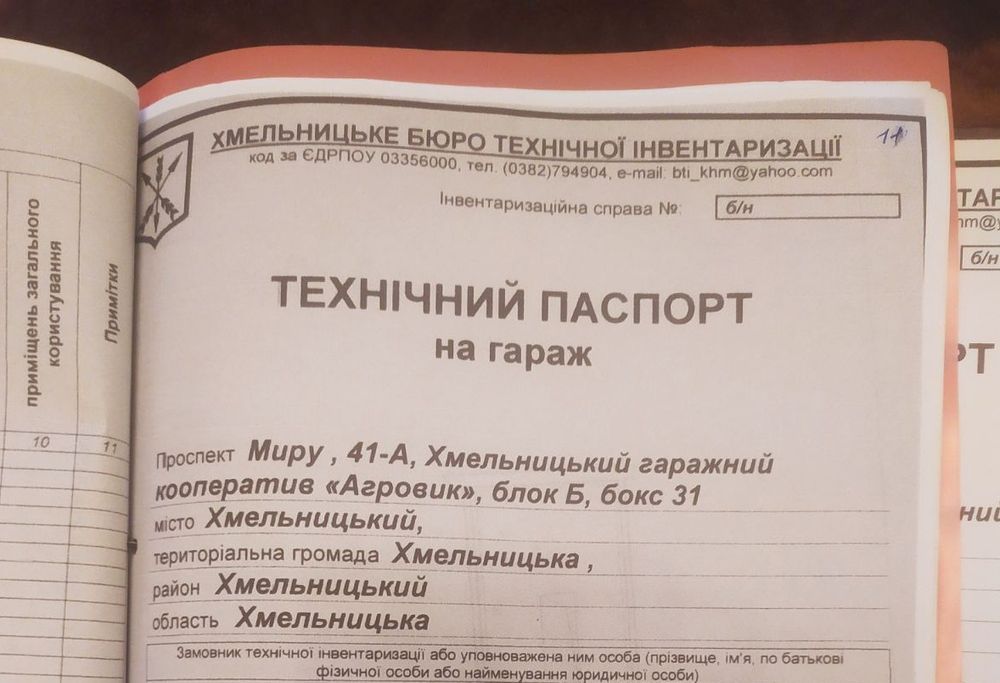 приміщень загального
користування
Примітки
10
11
ХМЕЛЬНИЦЬКЕ БЮРО ТЕХНІЧНОЇ ІНВЕНТАРИЗАЦІЇ
код за ЄДРПОУ 03356000, тел. (0382)794904, e-mail: bti_khm@yahoo.com
Інвентаризаційна справа №: б/н
ТЕХНІЧНИЙ ПАСПОРТ
на гараж
Проспект Миру , 41-А, Хмельницький гаражний
кооператив «Агровик», блок Б, бокс 31
місто Хмельницький,
територіальна громада Хмельницька ,
район Хмельницький
область Хмельницька
Замовник технічної інвентаризації або уповноважена ним особа (прізвище, ім'я, по батькові
фізичної особи або найменування юридичної особи)
б/н